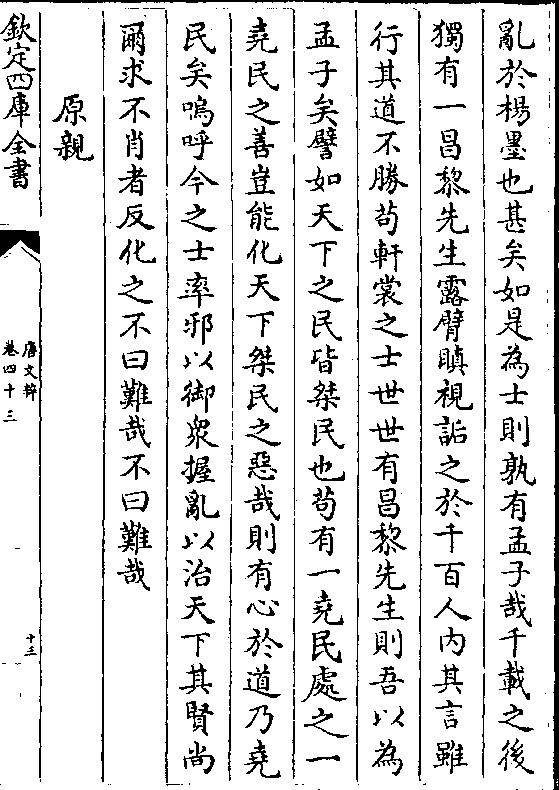 亂於楊墨也甚矣如是為士則孰有孟子哉千載之後
獨有一昌黎先生露臂瞋視詬之於千百人內其言雖
行其道不勝苟軒裳之士世世有昌黎先生則吾以為
孟子矣譬如天下之民皆桀民也苟有一堯民處之一
堯民之善豈能化天下桀民之惡哉則有心於道乃堯
民矣嗚呼今之士率邪以御衆握亂以治天下其賢尚
爾求不肖者反化之不曰難哉不曰難哉
原親
欽定四庫全書
唐文粹
卷四十三
十三